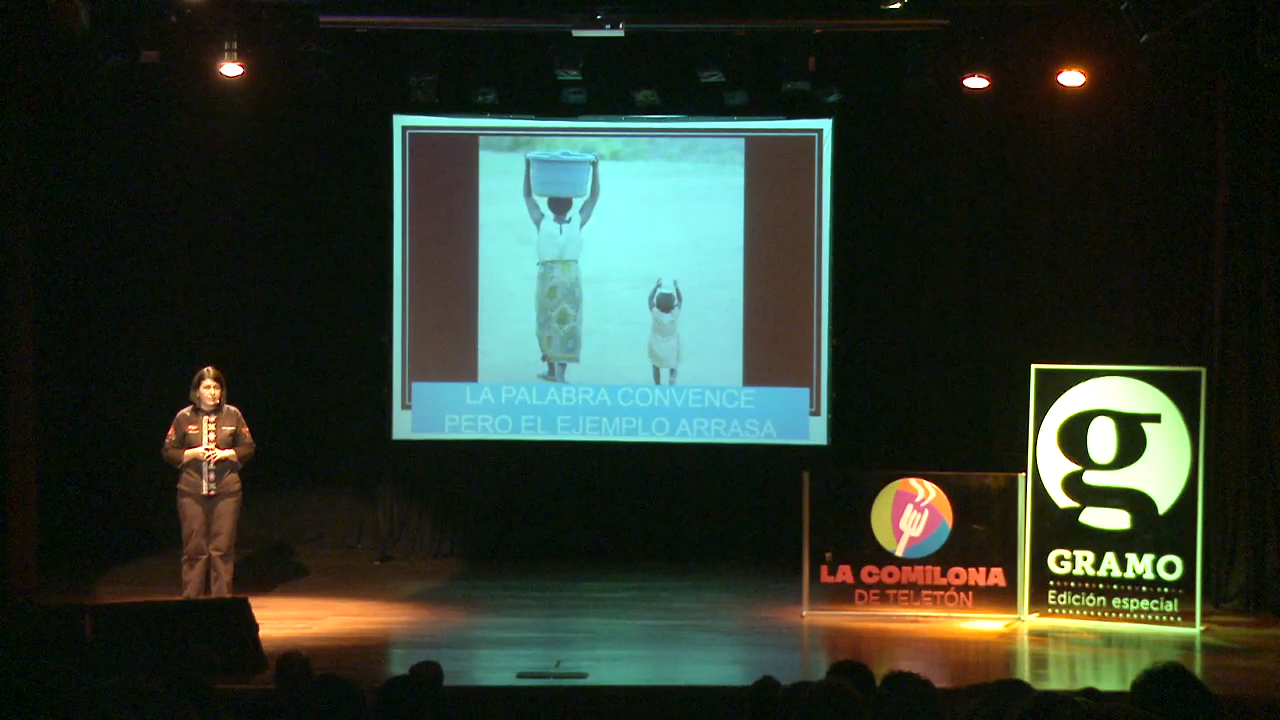 LA PALABRA CONVENCE
PERO EL EJEMPLO ARRASA
LA COMILONA
DE TELETÓN
g
GRAMO
Edición especial